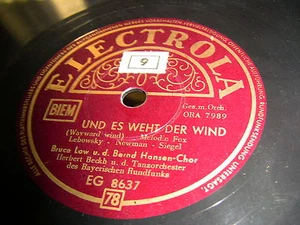 ELECTROLA
9
BIEM
Ges.m.Orch.
ORA 7989
UND ES WEHT DER WIND
(Wayward wind) Melodie Fox
Lebowsky - Newman - Siegel
Bruce Low u.d. Bernd Hansen-Chor
Herbert Beckh u.d. Tanzorchester
des Bayerischen Rundfunks
EG 8637
78